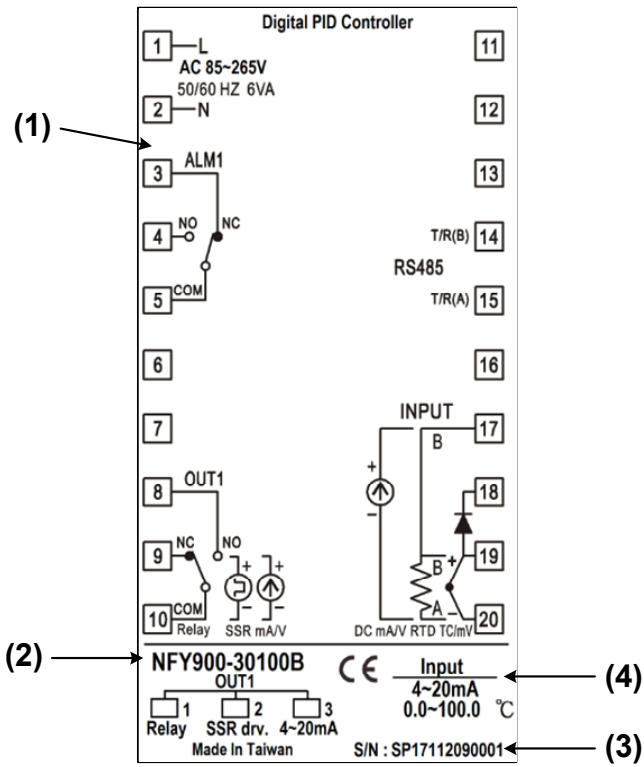 Digital PID Controller
1 L
AC 85~265V
50/60 HZ 6VA
2 N
(1)
3 ALM1
4 NO NC
5 COM
6
7
8 OUT1
9 NC NO
10 COM
Relay SSR mA/V
11
12
13
T/R(B) 14
RS485
T/R(A) 15
16
INPUT
17
B
+
−
18
19
B +
A −
20
DC mA/V RTD TC/mV
+ +
− −
(2)
NFY900-30100B
CE
Input
4~20mA
0.0~100.0 ℃
(4)
OUT1
1 2 3
Relay SSR drv. 4~20mA
Made In Taiwan
S/N : SP17112090001
(3)